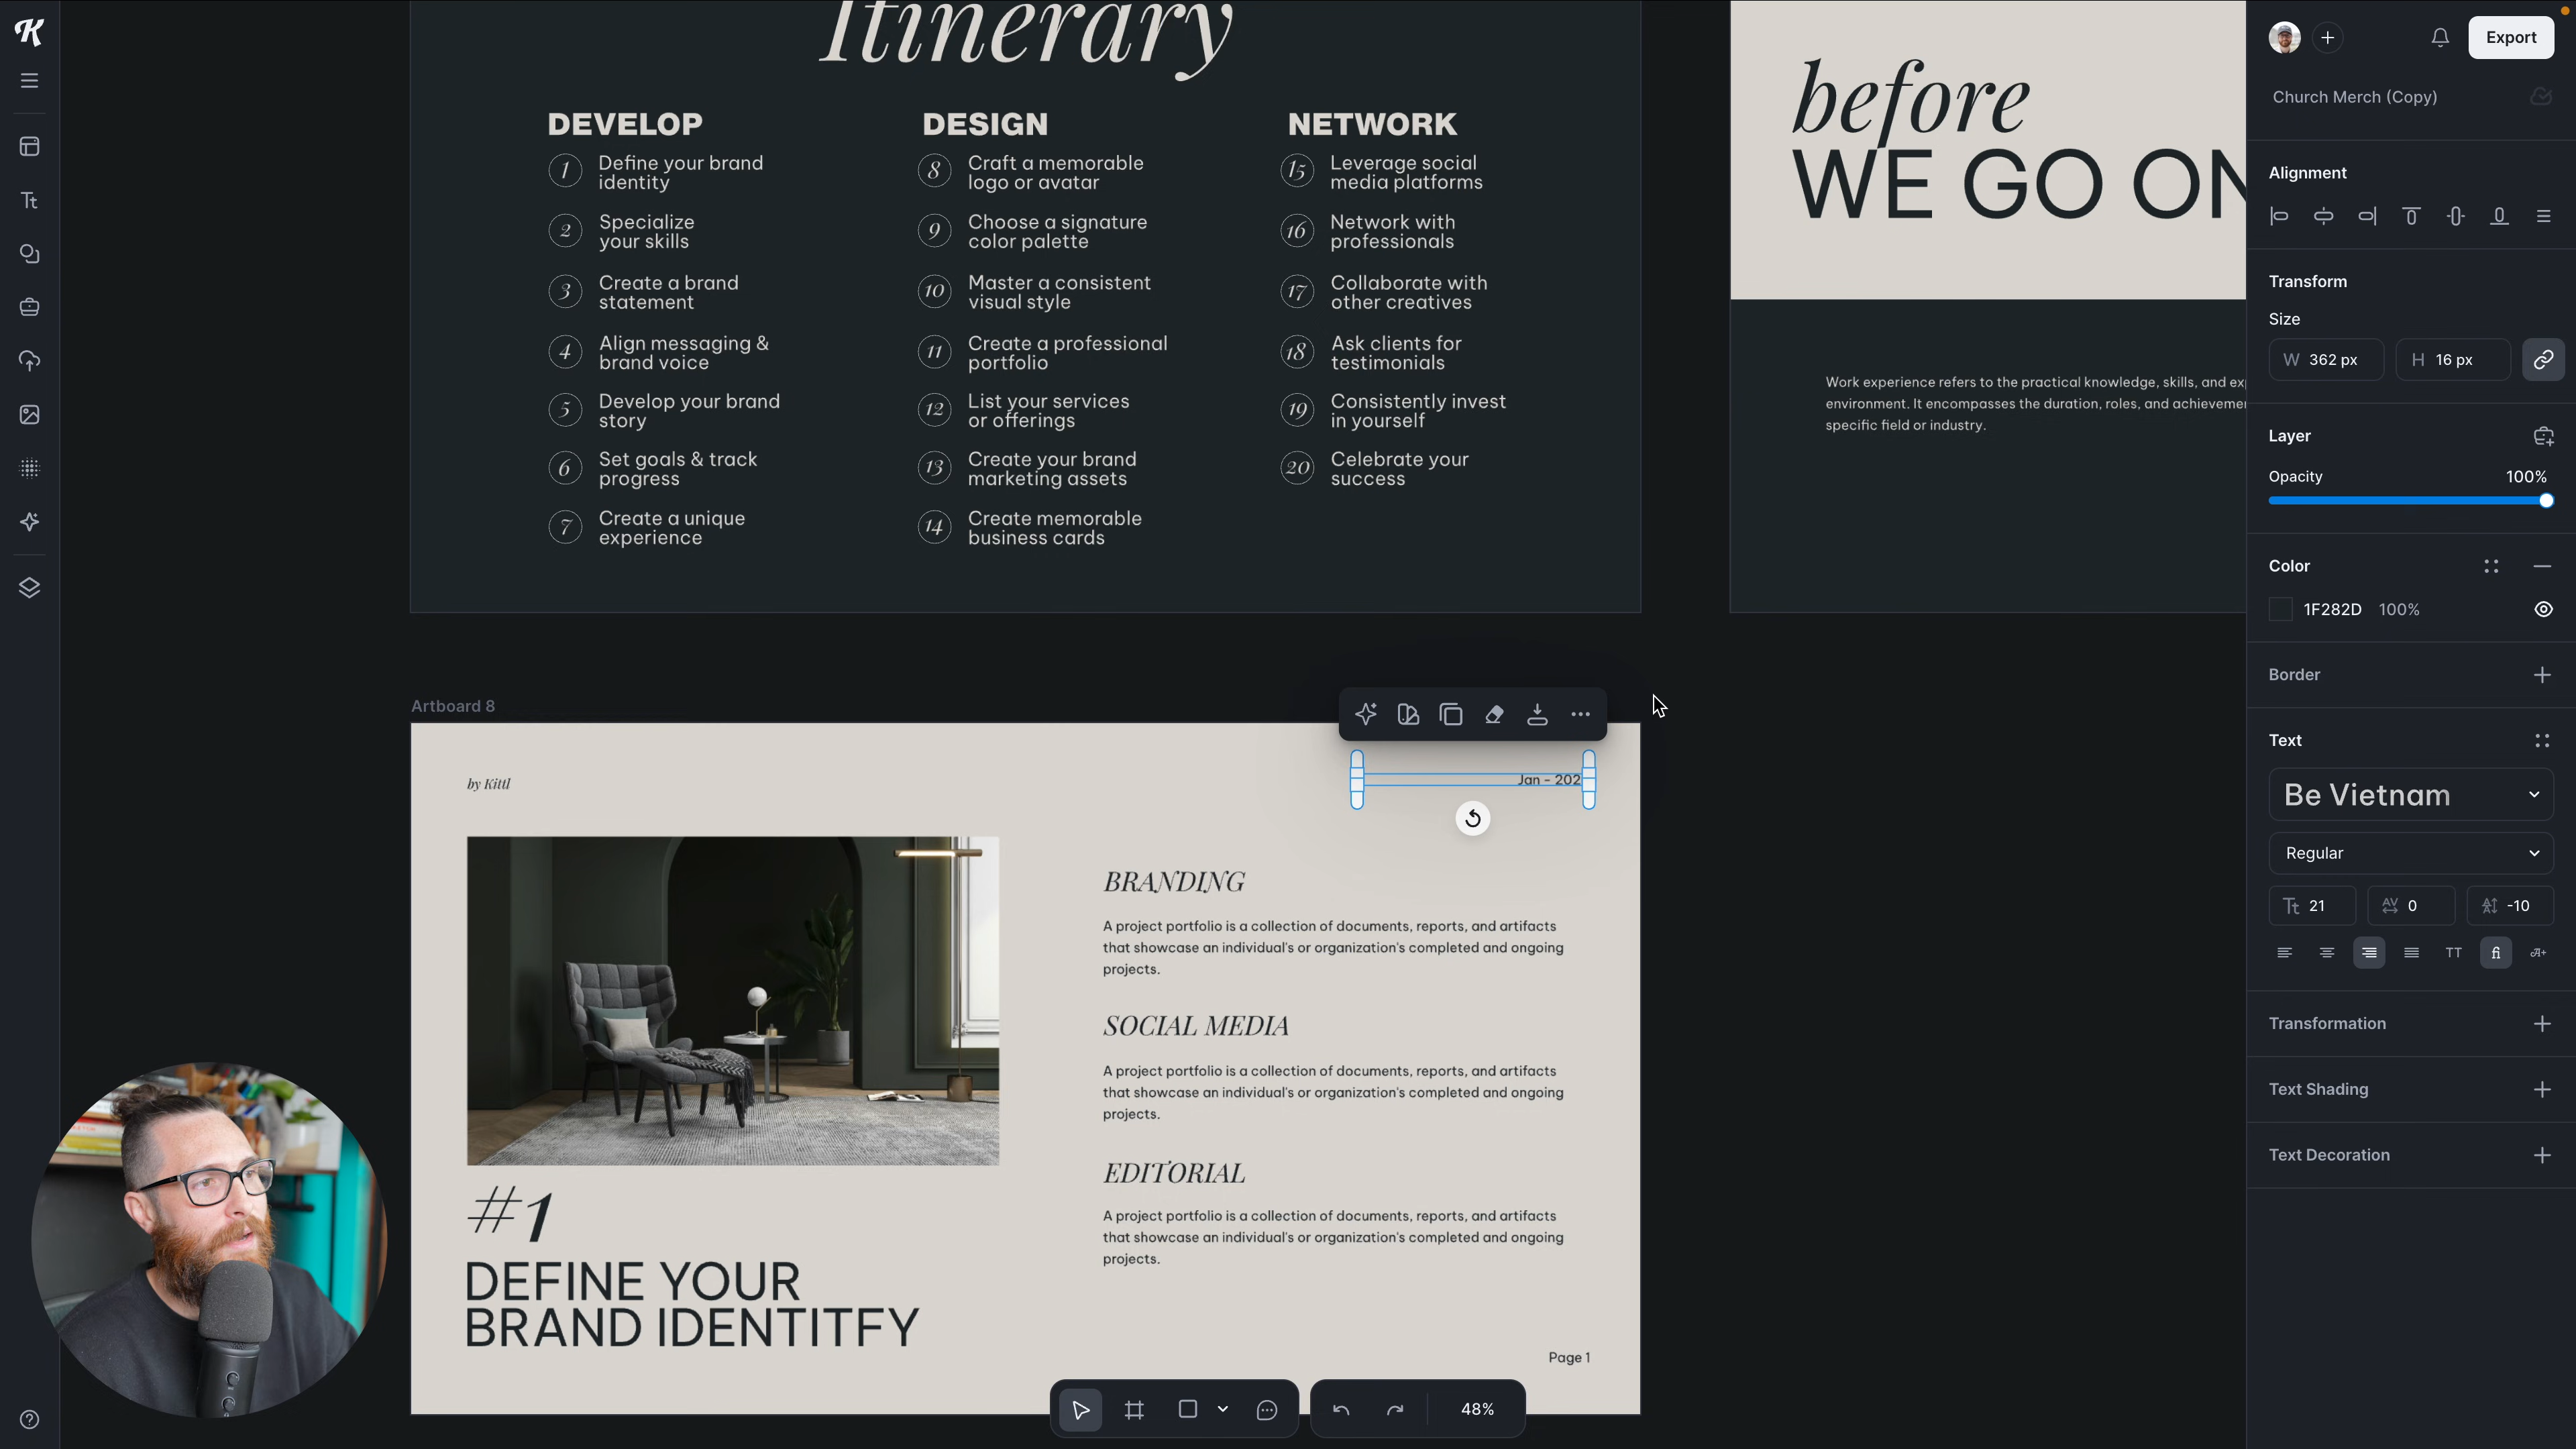 Itinerary
DEVELOP
1 Define your brand
identity
2 Specialize
your skills
3 Create a brand
statement
4 Align messaging &
brand voice
5 Develop your brand
story
6 Set goals & track
progress
7 Create a unique
experience
DESIGN
8 Craft a memorable
logo or avatar
9 Choose a signature
color palette
10 Master a consistent
visual style
11 Create a professional
portfolio
12 List your services
or offerings
13 Create your brand
marketing assets
14 Create memorable
business cards
NETWORK
15 Leverage social
media platforms
16 Network with
professionals
17 Collaborate with
other creatives
18 Ask clients for
testimonials
19 Consistently invest
in yourself
20 Celebrate your
success
before
WE GO ON
Work experience refers to the practical knowledge, skills, and
environment. It encompasses the duration, roles, and
specific field or industry.
Artboard 8
by Kittl
Jan - 202
#1
DEFINE YOUR
BRAND IDENTITFY
BRANDING
A project portfolio is a collection of documents, reports, and artifacts
that showcase an individual's or organization's completed and ongoing
projects.
SOCIAL MEDIA
A project portfolio is a collection of documents, reports, and artifacts
that showcase an individual's or organization's completed and ongoing
projects.
EDITORIAL
A project portfolio is a collection of documents, reports, and artifacts
that showcase an individual's or organization's completed and ongoing
projects.
Page 1
48%
Export
Church Merch (Copy)
Alignment
Transform
Size
W 362 px H 16 px
Layer
Opacity 100%
Color
1F282D 100%
Border
Text
Be Vietnam
Regular
Tt 21 AV 0 -10
TT fi
Transformation
Text Shading
Text Decoration